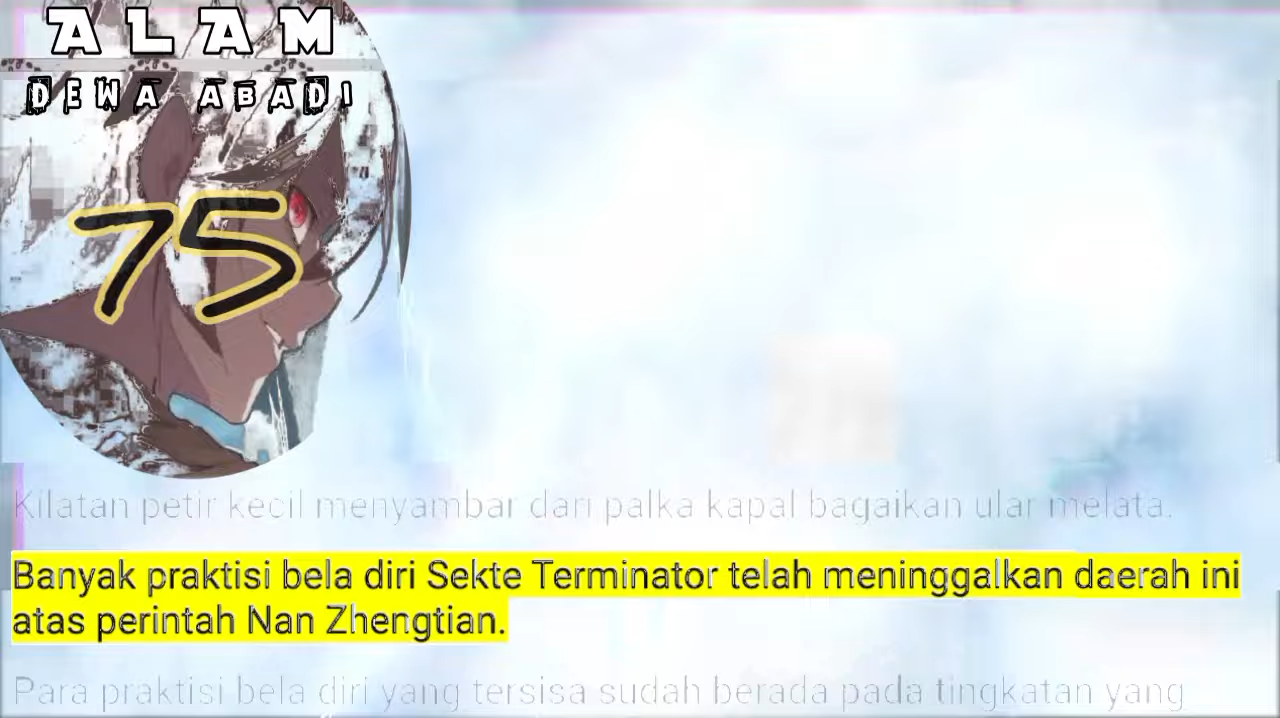 ALAM
DEWA ABADI
75
Kilatan petir kecil menyambar dari palka kapal bagaikan ular melata.
Banyak praktisi bela diri Sekte Terminator telah meninggalkan daerah ini
atas perintah Nan Zhengtian.
Para praktisi bela diri yang tersisa sudah berada pada tingkatan yang